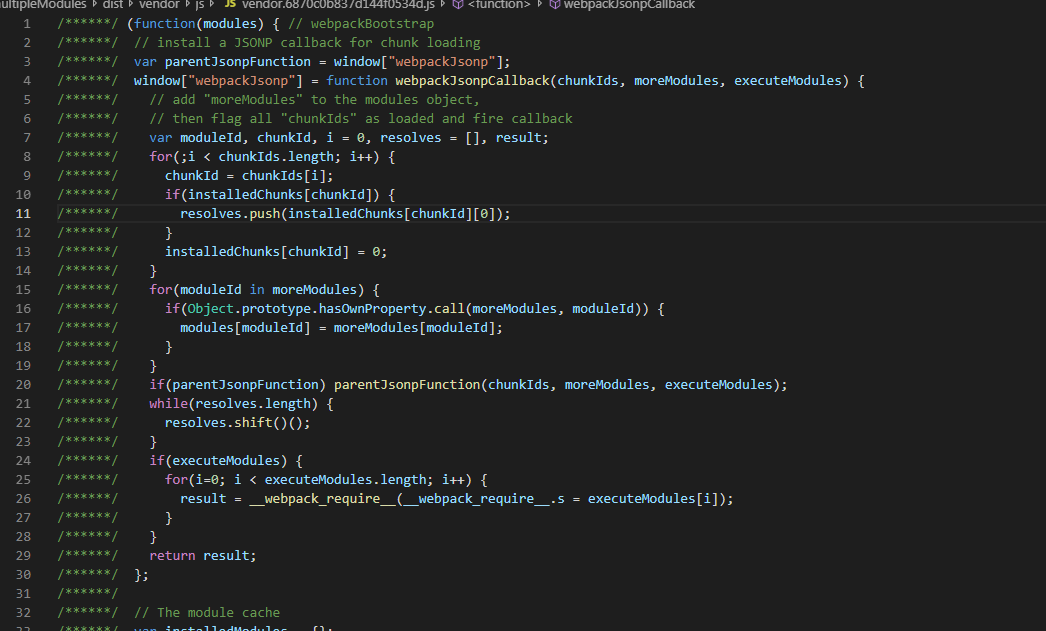 ultipleModules > dist > vendor > js > JS vendor.6870c0b837d144f0534d.js > <function> > webpackJsonpCallback
1 /******/ (function(modules) { // webpackBootstrap
2 /******/ // install a JSONP callback for chunk loading
3 /******/ var parentJsonpFunction = window["webpackJsonp"];
4 /******/ window["webpackJsonp"] = function webpackJsonpCallback(chunkIds, moreModules, executeModules) {
5 /******/ // add "moreModules" to the modules object,
6 /******/ // then flag all "chunkIds" as loaded and fire callback
7 /******/ var moduleId, chunkId, i = 0, resolves = [], result;
8 /******/ for(;i < chunkIds.length; i++) {
9 /******/ chunkId = chunkIds[i];
10 /******/ if(installedChunks[chunkId]) {
11 /******/ resolves.push(installedChunks[chunkId][0]);
12 /******/ }
13 /******/ installedChunks[chunkId] = 0;
14 /******/ }
15 /******/ for(moduleId in moreModules) {
16 /******/ if(Object.prototype.hasOwnProperty.call(moreModules, moduleId)) {
17 /******/ modules[moduleId] = moreModules[moduleId];
18 /******/ }
19 /******/ }
20 /******/ if(parentJsonpFunction) parentJsonpFunction(chunkIds, moreModules, executeModules);
21 /******/ while(resolves.length) {
22 /******/ resolves.shift()();
23 /******/ }
24 /******/ if(executeModules) {
25 /******/ for(i=0; i < executeModules.length; i++) {
26 /******/ result = __webpack_require__(__webpack_require__.s = executeModules[i]);
27 /******/ }
28 /******/ }
29 /******/ return result;
30 /******/ };
31 /******/
32 /******/ // The module cache
33 /******/ var installedModules = {};